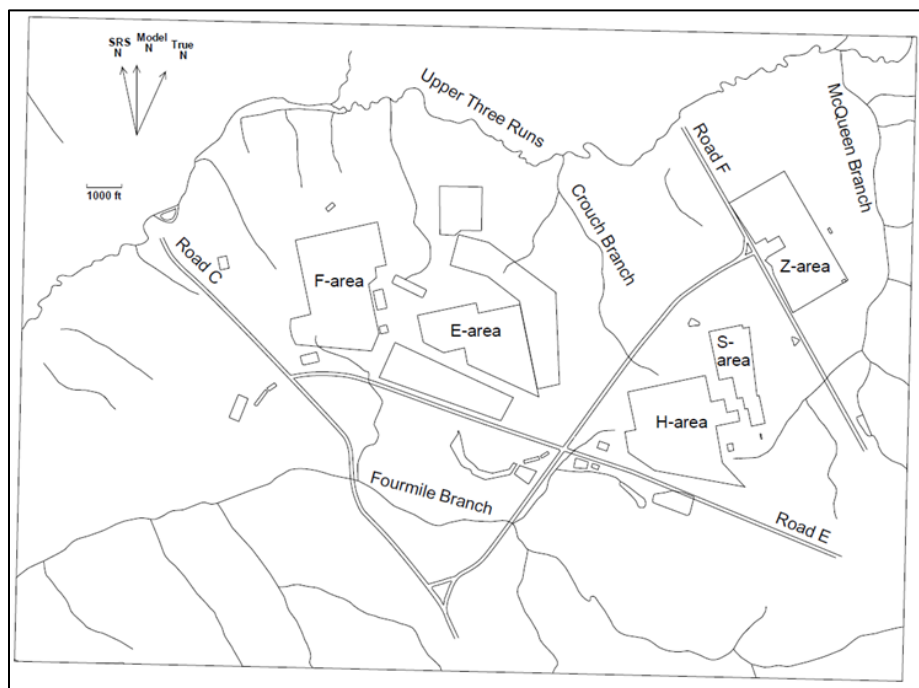 SRS
N
Model
N
True
N
1000 ft
Upper Three Runs
McQueen Branch
Road F
Crouch Branch
Road C
F-area
Z-area
E-area
S-
area
H-area
Fourmile Branch
Road E